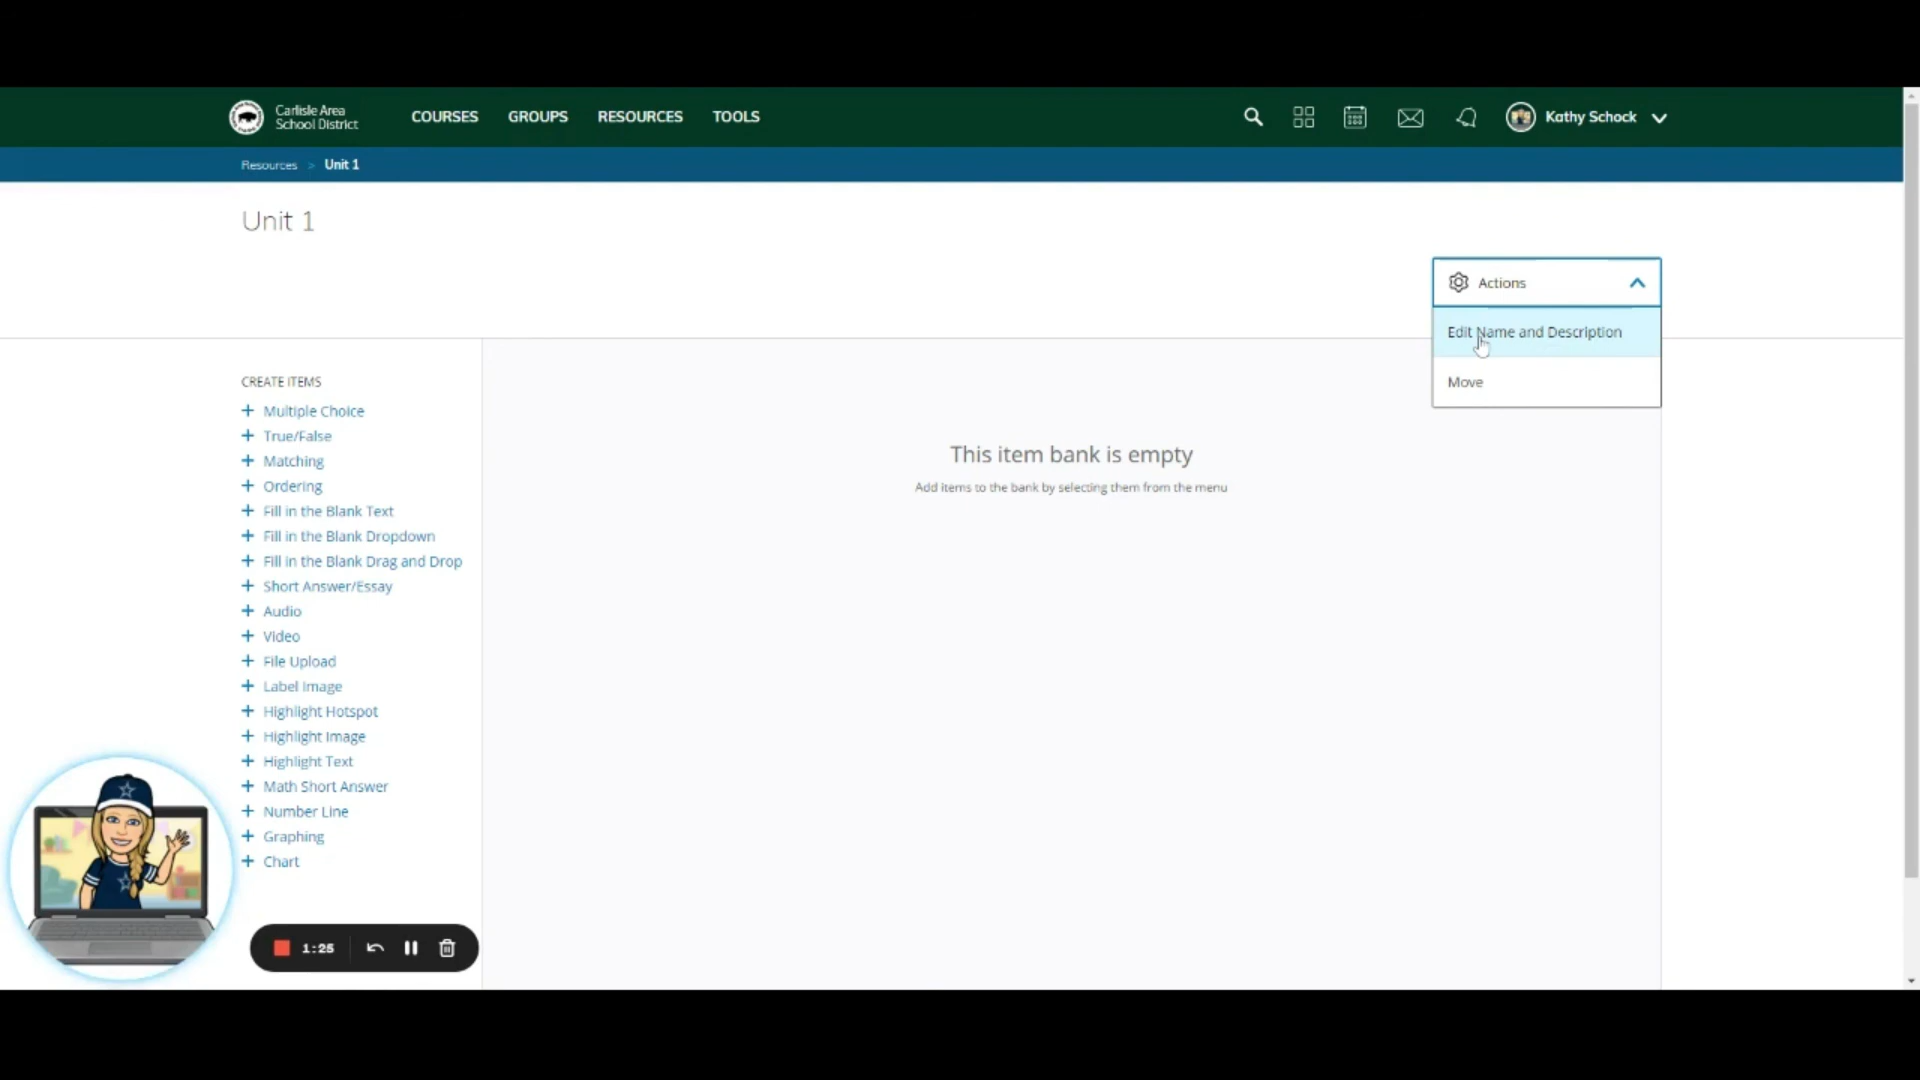 Carlisle Area
School District
COURSES GROUPS RESOURCES TOOLS
Kathy Schock
Resources > Unit 1
Unit 1
Actions
Edit Name and Description
Move
CREATE ITEMS
+ Multiple Choice
+ True/False
+ Matching
+ Ordering
+ Fill in the Blank Text
+ Fill in the Blank Dropdown
+ Fill in the Blank Drag and Drop
+ Short Answer/Essay
+ Audio
+ Video
+ File Upload
+ Label Image
+ Highlight Hotspot
+ Highlight Image
+ Highlight Text
+ Math Short Answer
+ Number Line
+ Graphing
+ Chart
This item bank is empty
Add items to the bank by selecting them from the menu
1:25